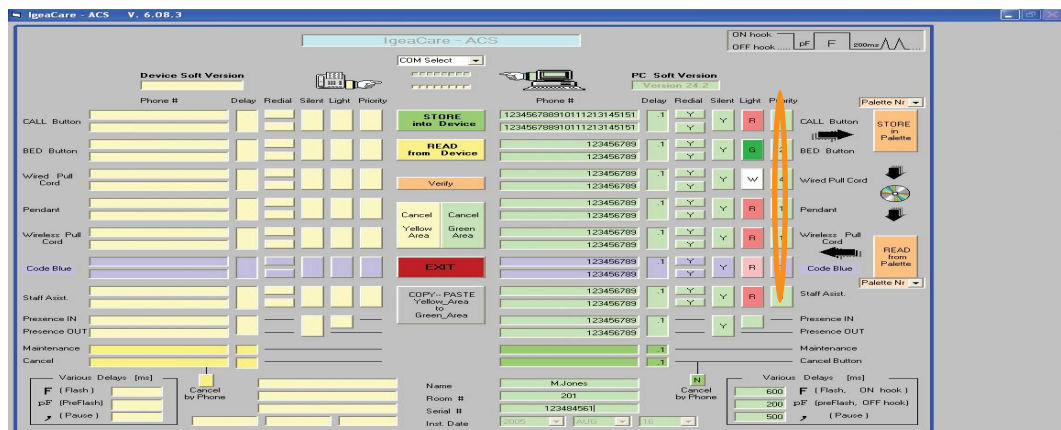 IgeaCare - ACS V. 6.08.3
IgeaCare - ACS
ON hook
OFF hook
pF F 200ms
COM Select
Device Soft Version
PC Soft Version
Version 24.2
Phone # Delay Redial Silent Light Priority
Phone # Delay Redial Silent Light Priority
Palette Nr
CALL Button
STORE
into Device
123456788910111213145151
123456788910111213145151
.1 Y Y Y R
CALL Button
STORE
in
Palette
BED Button
READ
from Device
123456789
123456789
.1 Y Y Y G
BED Button
Wired Pull
Cord
Verify
123456789
123456789
.1 Y Y Y W 4
Wired Pull Cord
Pendant
Cancel
Yellow
Area
Cancel
Green
Area
123456789
123456789
.1 Y Y Y R
Pendant
Wireless Pull
Cord
123456789
123456789
.1 Y Y Y R
Wireless Pull
Cord
READ
from
Palette
Code Blue
EXIT
123456789
123456789
.1 Y Y Y R
Code Blue
Palette Nr
Staff Asist.
COPY-- PASTE
Yellow_Area
to
Green_Area
123456789
123456789
.1 Y Y Y R
Staff Asist.
Presence IN
Presence OUT
123456789
123456789
.1 Y
Presence IN
Presence OUT
Maintenance
Maintenance
.1
Cancel
Cancel Button
.1
Various Delays [ms]
F (Flash)
pF (PreFlash)
, (Pause)
Cancel
by Phone
Name M.Jones
Room # 201
Serial # 123484561
Inst. Date 2005 AUG 16
N
Cancel
by Phone
Various Delays [ms]
600 F (Flash, ON hook)
200 pF (preFlash, OFF hook)
500 , (Pause)